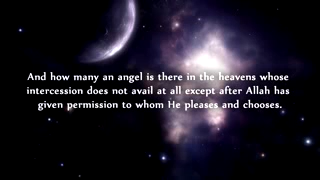 And how many an angel is there in the heavens whose
intercession does not avail at all except after Allah has
given permission to whom He pleases and chooses.